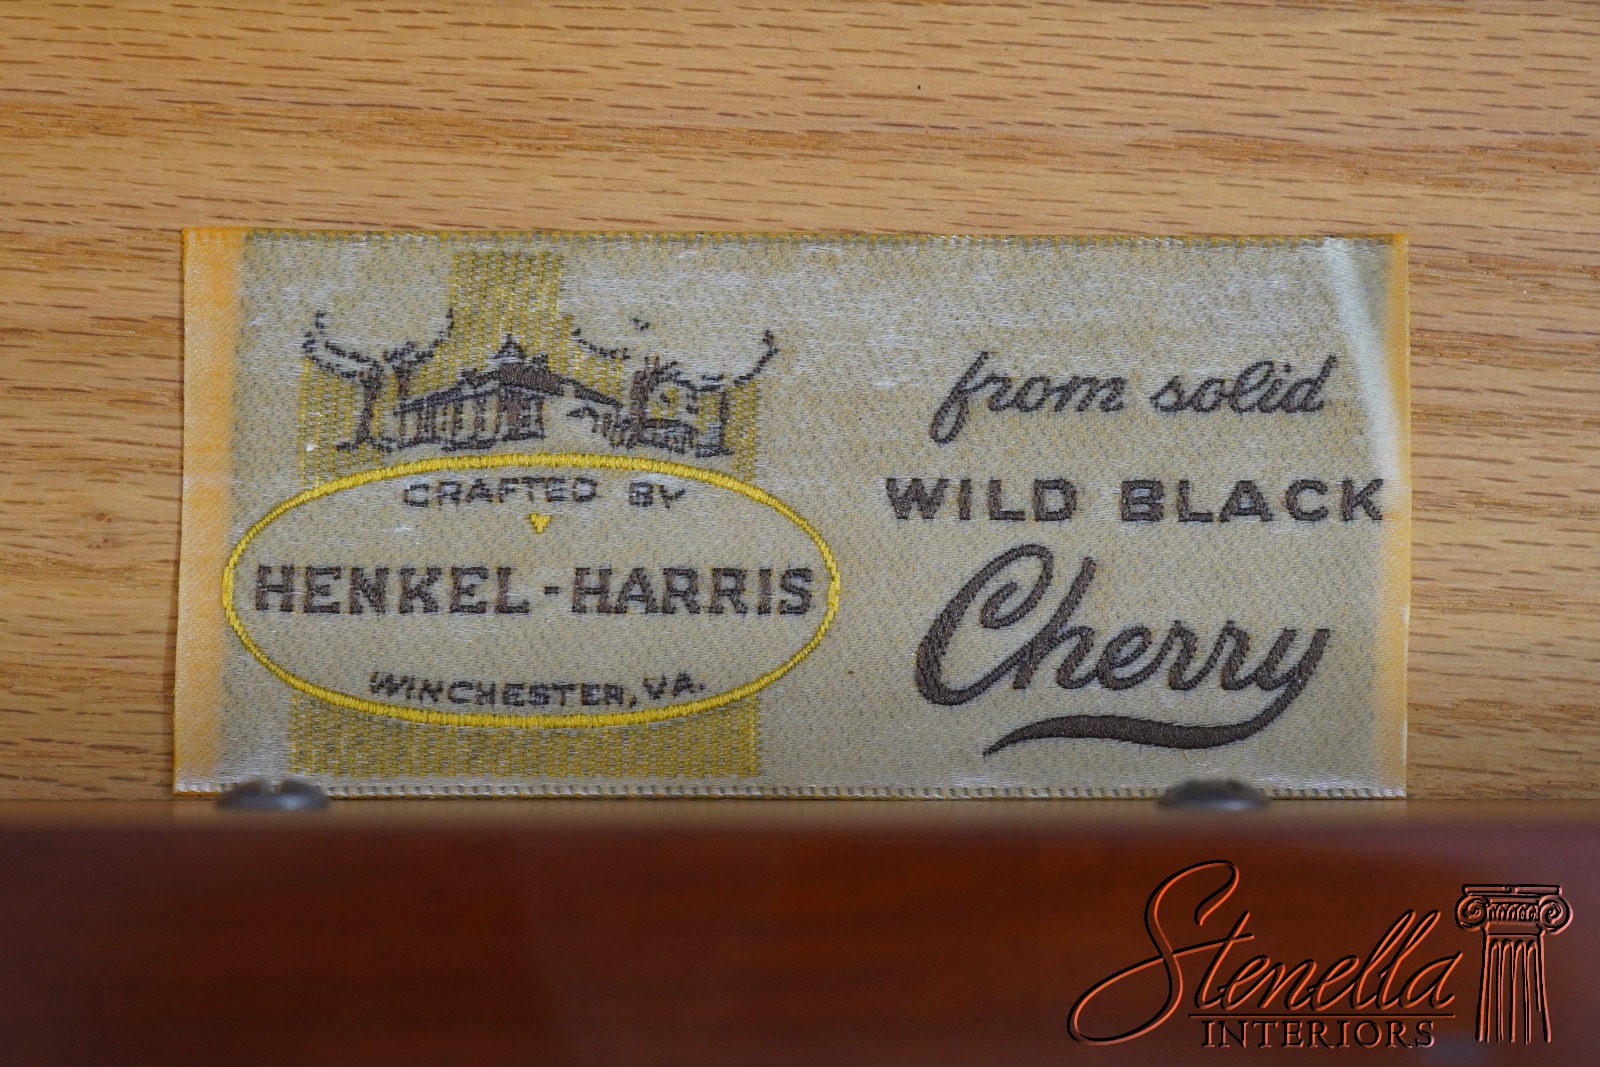 CRAFTED BY
HENKEL-HARRIS
WINCHESTER, VA.
from solid
WILD BLACK
Cherry
Stenella
INTERIORS